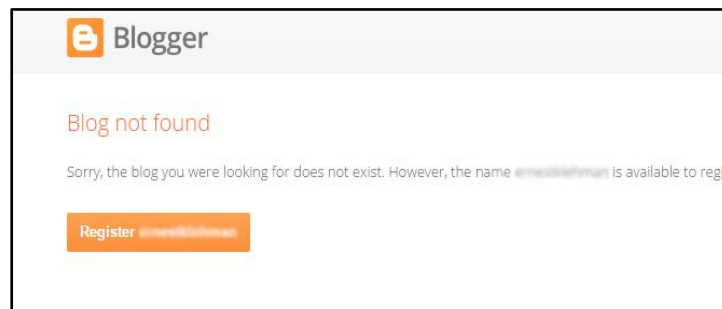 Blogger
Blog not found
Sorry, the blog you were looking for does not exist. However, the name is available to reg
Register